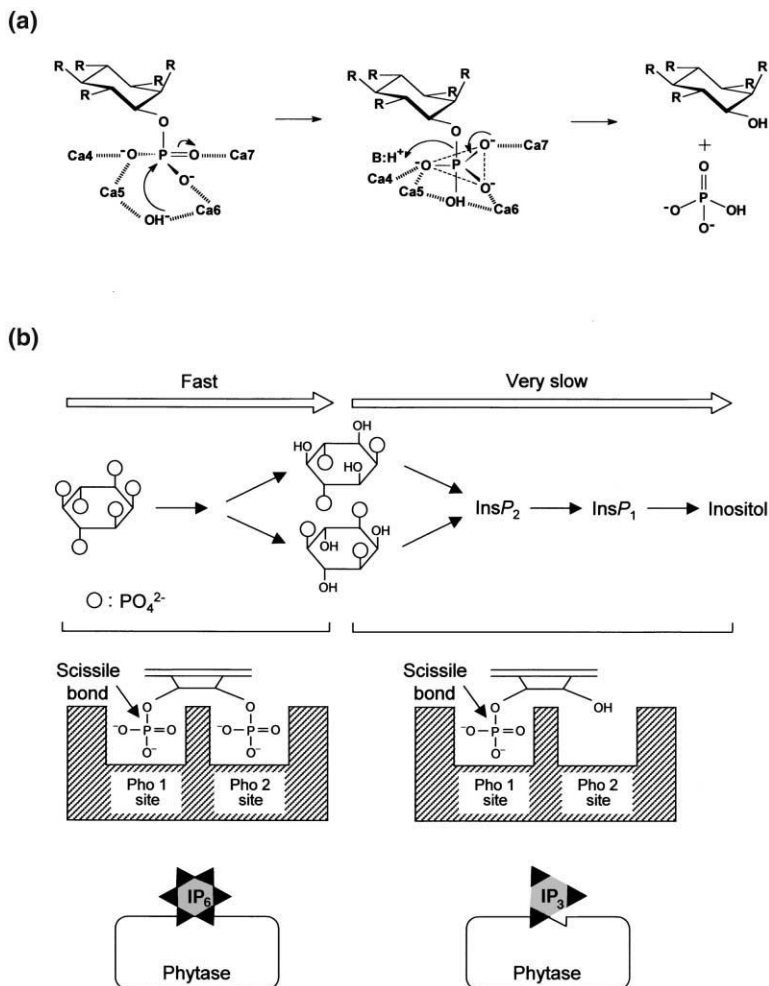 (a)
R R R R R
O
Ca4 ⁻O P O Ca7
O⁻
Ca5
OH⁻ Ca6
R R R R R
O
B:H⁺ O⁻ Ca7
⁻O P
Ca4
Ca5 O⁻
OH Ca6
R R R R R
OH
+
O
⁻O P OH
O⁻
(b)
Fast Very slow
OH
HO
HO
InsP₂ InsP₁ Inositol
OH
OH
OH
: PO₄²⁻
Scissile
bond
O O
⁻O–P=O ⁻O–P=O
O⁻ O⁻
Pho 1
site
Pho 2
site
Scissile
bond
O OH
⁻O–P=O
O⁻
Pho 1
site
Pho 2
site
IP₆ IP₃
Phytase Phytase